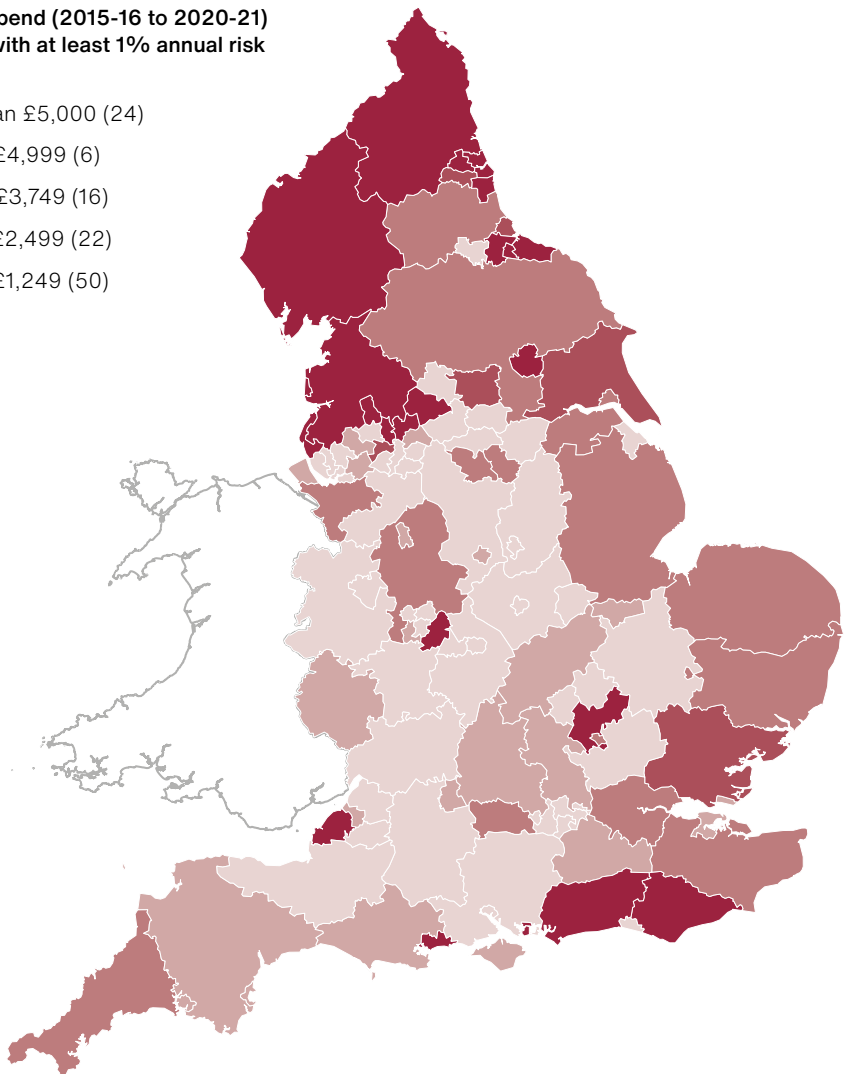 pend (2015-16 to 2020-21)
with at least 1% annual risk
an £5,000 (24)
£4,999 (6)
£3,749 (16)
£2,499 (22)
£1,249 (50)